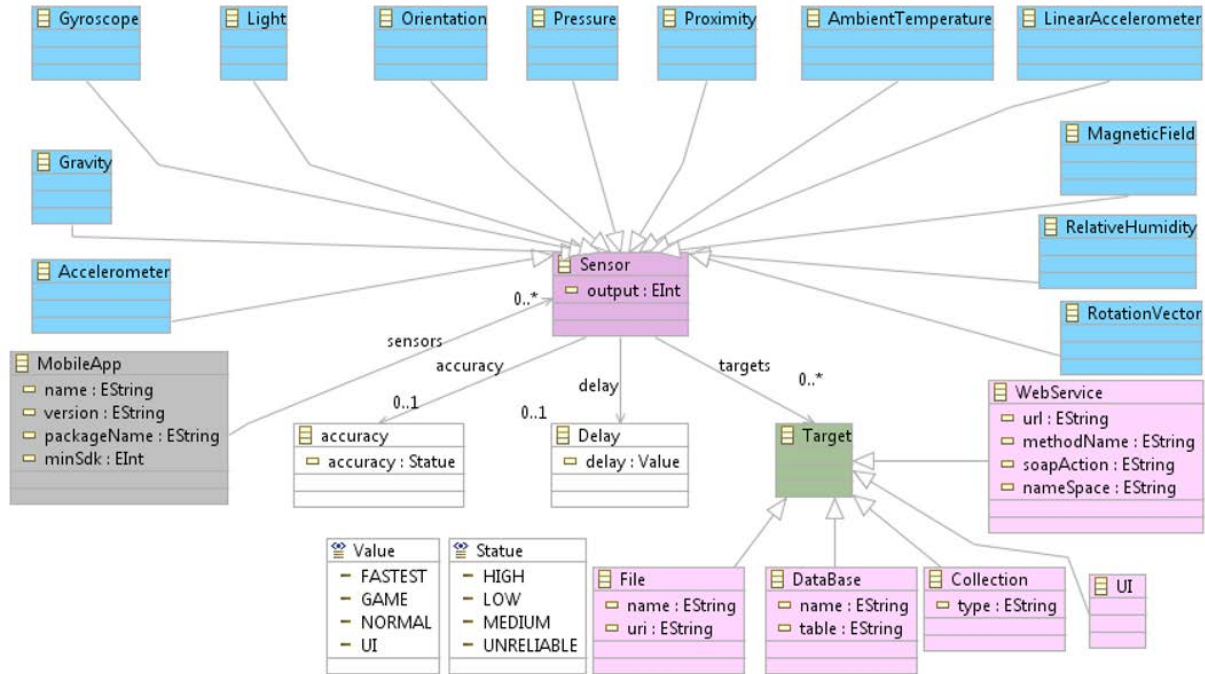 Gyroscope
Light
Orientation
Pressure
Proximity
AmbientTemperature
LinearAccelerometer
MagneticField
Gravity
RelativeHumidity
Accelerometer
Sensor
output : EInt
RotationVector
0..*
sensors
accuracy
delay
targets
0..1
0..1
0..*
MobileApp
name : EString
version : EString
packageName : EString
minSdk : EInt
accuracy
accuracy : Statue
Delay
delay : Value
Target
WebService
url : EString
methodName : EString
soapAction : EString
nameSpace : EString
Value
FASTEST
GAME
NORMAL
UI
Statue
HIGH
LOW
MEDIUM
UNRELIABLE
File
name : EString
uri : EString
DataBase
name : EString
table : EString
Collection
type : EString
UI